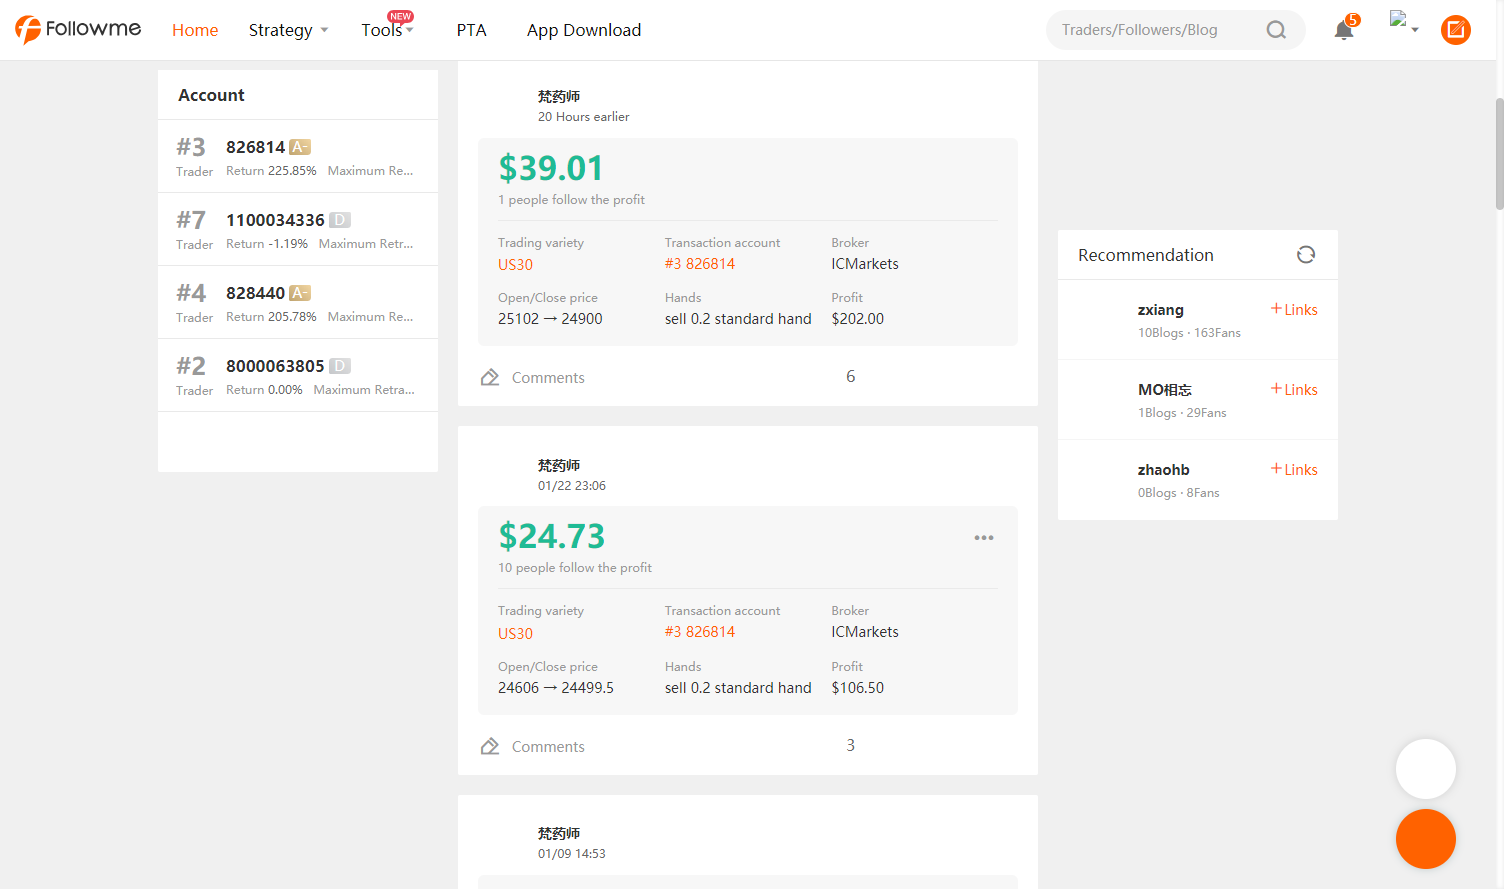 Followme
Home
Strategy
Tools
NEW
PTA
App Download
Traders/Followers/Blog
5
Account
#3 826814 A-
Trader Return 225.85% Maximum Re...
#7 1100034336 D
Trader Return -1.19% Maximum Retr...
#4 828440 A-
Trader Return 205.78% Maximum Re...
#2 8000063805 D
Trader Return 0.00% Maximum Retra...
梵药师
20 Hours earlier
$39.01
1 people follow the profit
Trading variety Transaction account Broker
US30 #3 826814 ICMarkets
Open/Close price Hands Profit
25102 → 24900 sell 0.2 standard hand $202.00
Comments 6
梵药师
01/22 23:06
$24.73
10 people follow the profit
Trading variety Transaction account Broker
US30 #3 826814 ICMarkets
Open/Close price Hands Profit
24606 → 24499.5 sell 0.2 standard hand $106.50
Comments 3
梵药师
01/09 14:53
Recommendation
zxiang +Links
10Blogs · 163Fans
MO相忘 +Links
1Blogs · 29Fans
zhaohb +Links
0Blogs · 8Fans